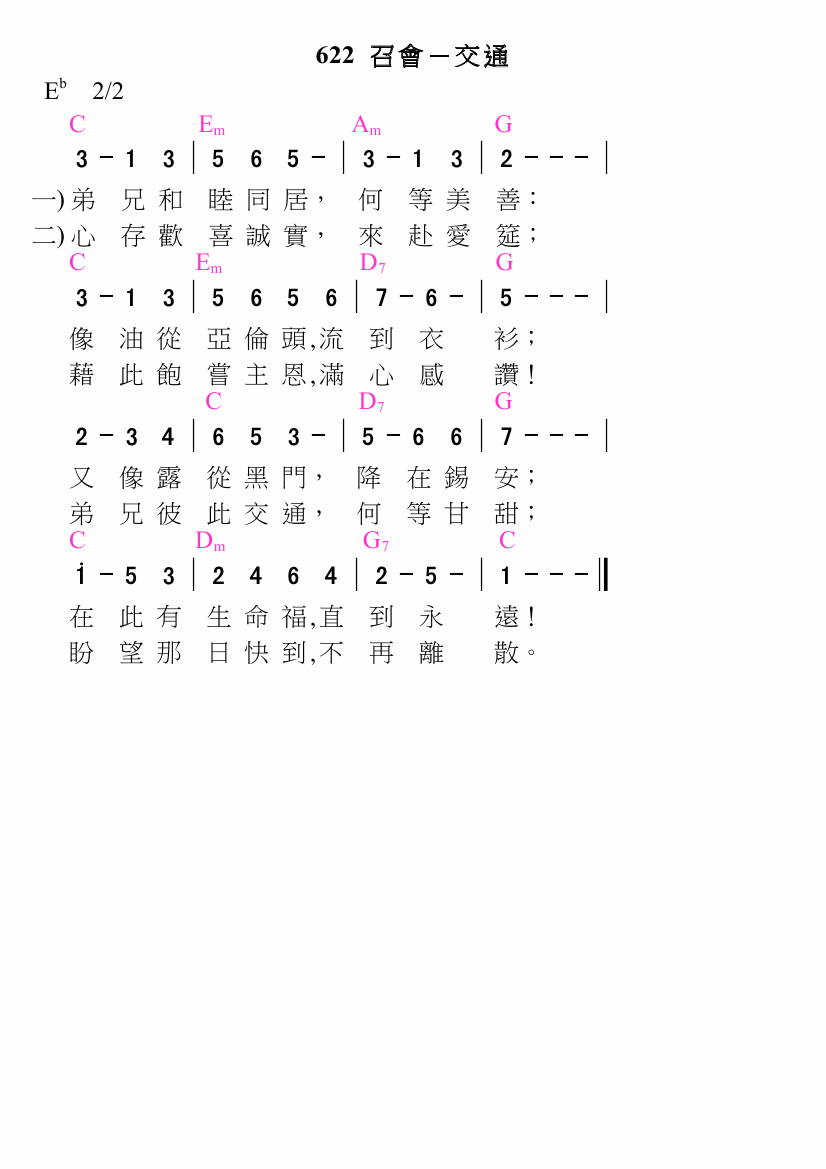 622 召會－交通
E♭ 2/2
C Em Am G
3 - 1 3 | 5 6 5 - | 3 - 1 3 | 2 - - - |
一) 弟兄和睦同居，何等美善：
二) 心存歡喜誠實，來赴愛筵；
C Em D7 G
3 - 1 3 | 5 6 5 6 | 7 - 6 - | 5 - - - |
像油從亞倫頭,流到衣衫；
藉此飽嘗主恩,滿心感讚！
C D7 G
2 - 3 4 | 6 5 3 - | 5 - 6 6 | 7 - - - |
又像露從黑門，降在錫安；
弟兄彼此交通，何等甘甜；
C Dm G7 C
1̇ - 5 3 | 2 4 6 4 | 2 - 5 - | 1 - - - ‖
在此有生命福,直到永遠！
盼望那日快到,不再離散。